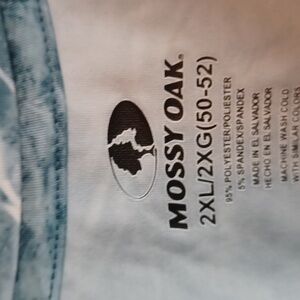 MOSSY OAK.
2XL/2XG(50-52)
95% POLYESTER/POLIESTER
5% SPANDEX/SPANDEX
MADE IN EL SALVADOR
HECHO EN EL SALVADOR
MACHINE WASH COLD
WITH SIMILAR COLORS